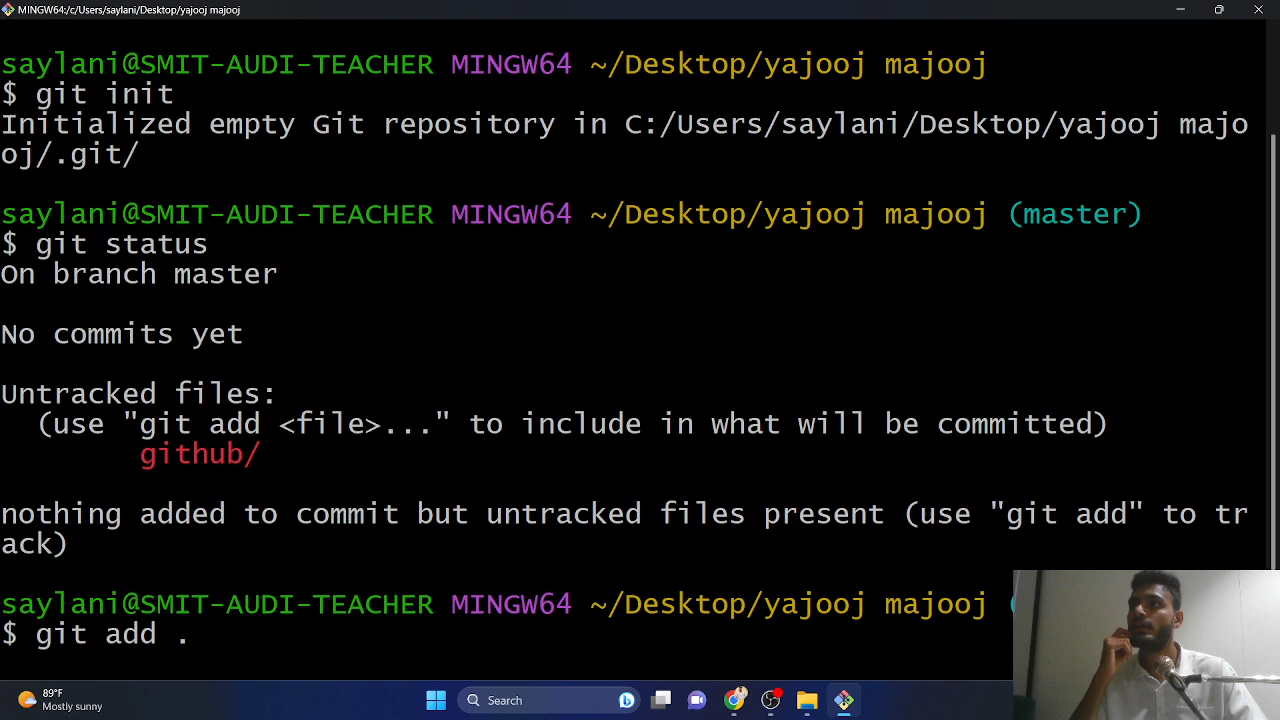 MINGW64:/c/Users/saylani/Desktop/yajooj majooj
saylani@SMIT-AUDI-TEACHER MINGW64 ~/Desktop/yajooj majooj
$ git init
Initialized empty Git repository in C:/Users/saylani/Desktop/yajooj majo
oj/.git/
saylani@SMIT-AUDI-TEACHER MINGW64 ~/Desktop/yajooj majooj (master)
$ git status
On branch master
No commits yet
Untracked files:
(use "git add <file>..." to include in what will be committed)
github/
nothing added to commit but untracked files present (use "git add" to tr
ack)
saylani@SMIT-AUDI-TEACHER MINGW64 ~/Desktop/yajooj majooj (
$ git add .
89°F
Mostly sunny
Search